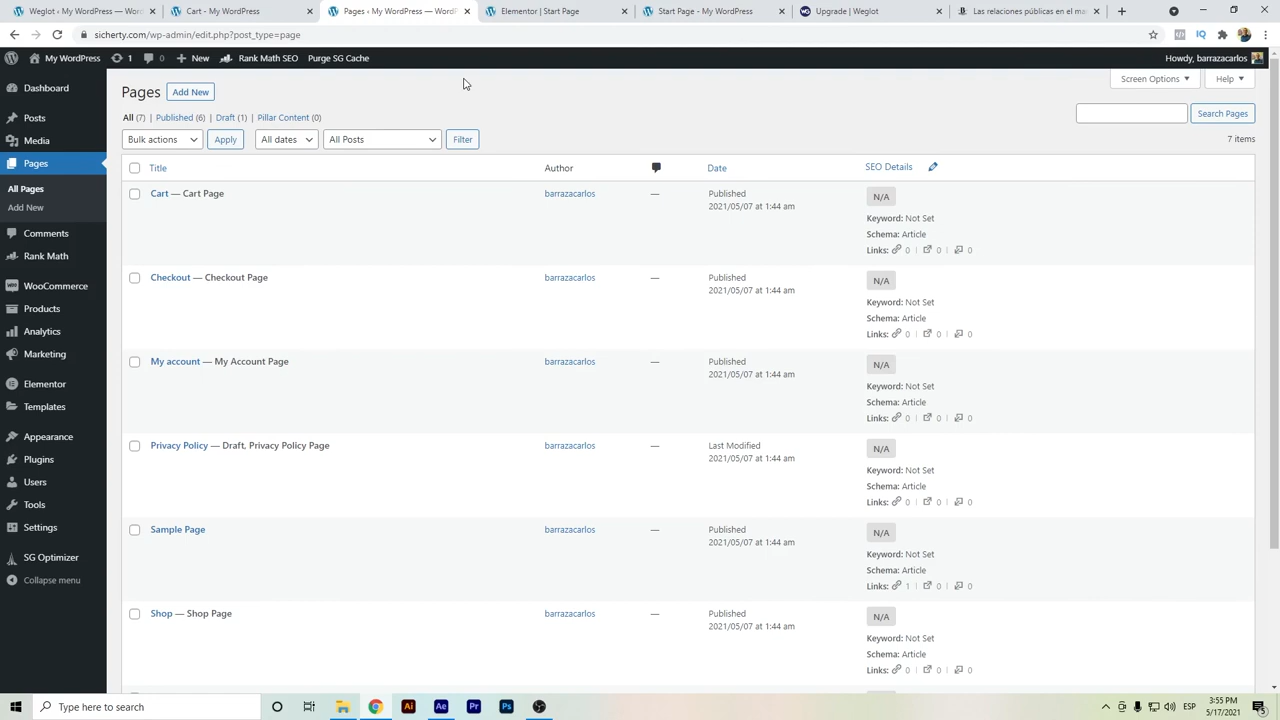 Weglot ‹ My WordPress — WordPr
Cart - My WordPress
Pages ‹ My WordPress — WordPr
Elementor | Start Page
Start Page - My WordPress
Upgrade | Weglot
Las relaciones públicas en el ma
sicherty.com/wp-admin/edit.php?post_type=page
IQ
My WordPress
1
0
New
Rank Math SEO
Purge SG Cache
Howdy, barrazacarlos
Dashboard
Posts
Media
Pages
All Pages
Add New
Comments
Rank Math
WooCommerce
Products
Analytics
Marketing
Elementor
Templates
Appearance
Plugins
Users
Tools
Settings
SG Optimizer
Collapse menu
Pages
Add New
Screen Options
Help
All (7) | Published (6) | Draft (1) | Pillar Content (0)
Search Pages
Bulk actions
Apply
All dates
All Posts
Filter
7 items
Title
Author
Date
SEO Details
Cart — Cart Page
barrazacarlos
—
Published
2021/05/07 at 1:44 am
N/A
Keyword: Not Set
Schema: Article
Links: 0 | 0 | 0
Checkout — Checkout Page
barrazacarlos
—
Published
2021/05/07 at 1:44 am
N/A
Keyword: Not Set
Schema: Article
Links: 0 | 0 | 0
My account — My Account Page
barrazacarlos
—
Published
2021/05/07 at 1:44 am
N/A
Keyword: Not Set
Schema: Article
Links: 0 | 0 | 0
Privacy Policy — Draft, Privacy Policy Page
barrazacarlos
—
Last Modified
2021/05/07 at 1:44 am
N/A
Keyword: Not Set
Schema: Article
Links: 0 | 0 | 0
Sample Page
barrazacarlos
—
Published
2021/05/07 at 1:44 am
N/A
Keyword: Not Set
Schema: Article
Links: 1 | 0 | 0
Shop — Shop Page
barrazacarlos
—
Published
2021/05/07 at 1:44 am
N/A
Keyword: Not Set
Schema: Article
Links: 0 | 0 | 0
Type here to search
Ai
Ae
Pr
Ps
ESP
3:55 PM
5/17/2021
5